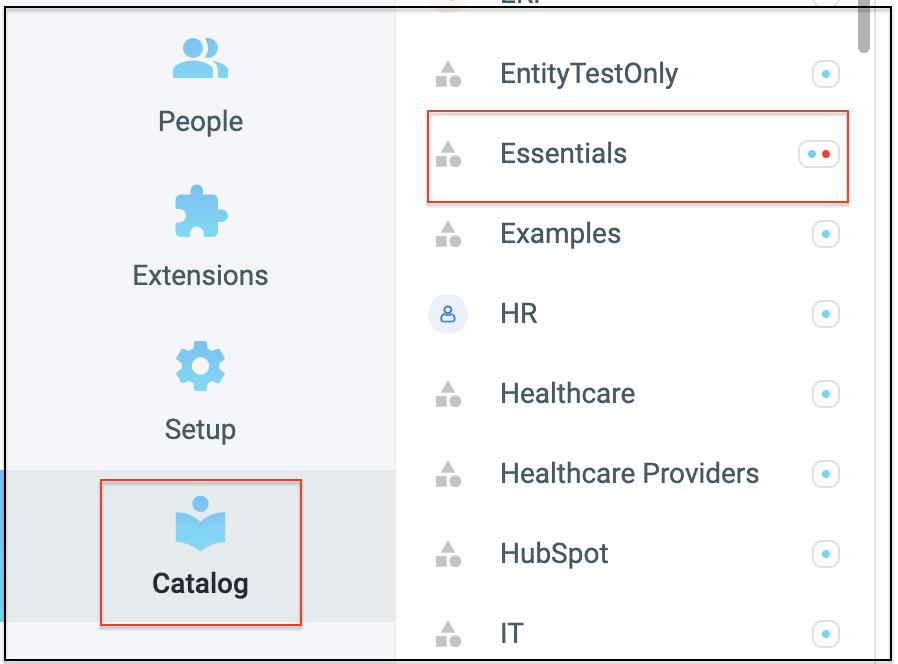 People
Extensions
Setup
Catalog
EntityTestOnly
Essentials
Examples
HR
Healthcare
Healthcare Providers
HubSpot
IT